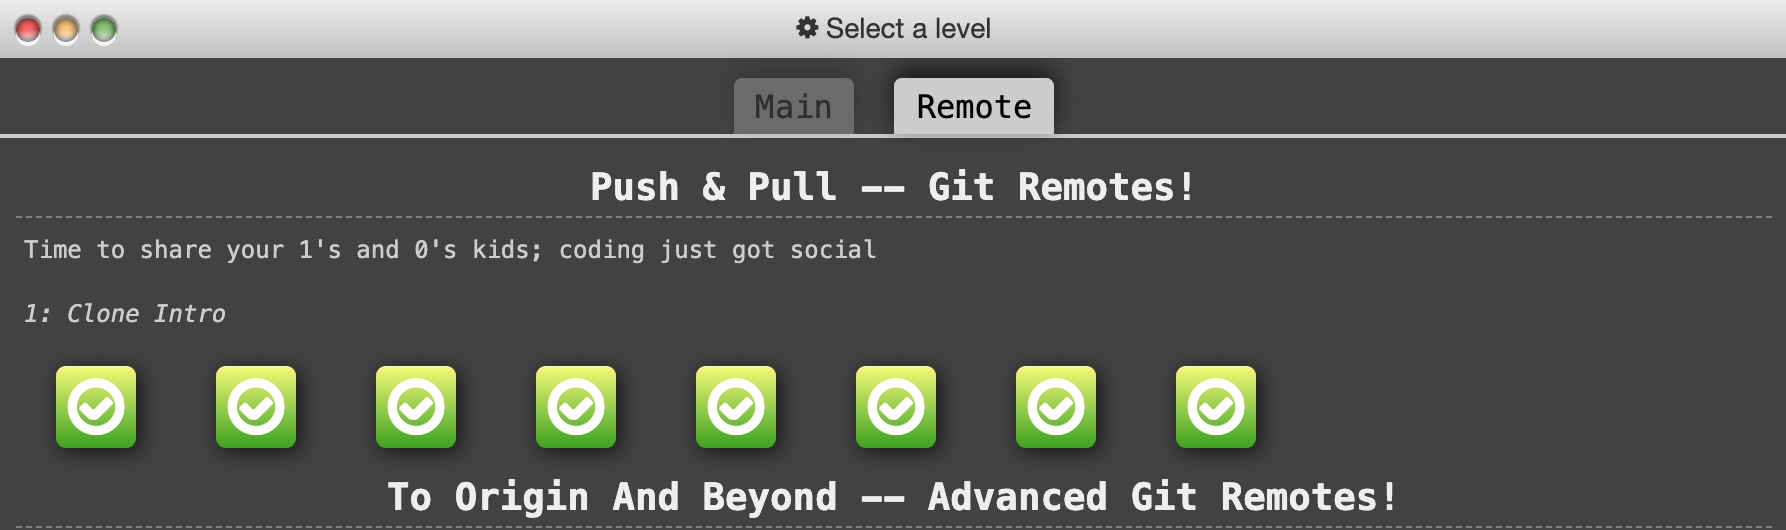 Select a level
Main
Remote
Push & Pull -- Git Remotes!
Time to share your 1's and 0's kids; coding just got social
1: Clone Intro
To Origin And Beyond -- Advanced Git Remotes!